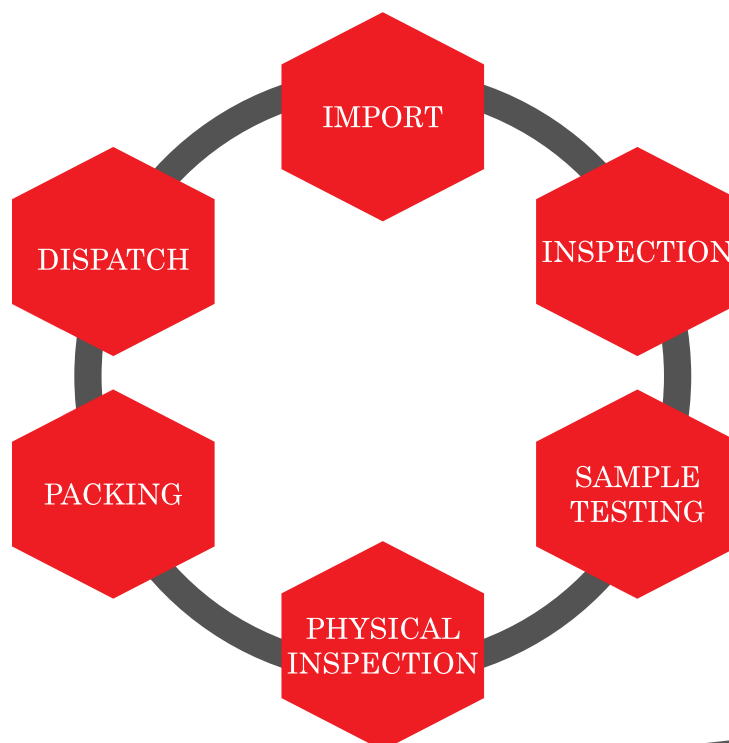 IMPORT
INSPECTION
SAMPLE
TESTING
PHYSICAL
INSPECTION
PACKING
DISPATCH